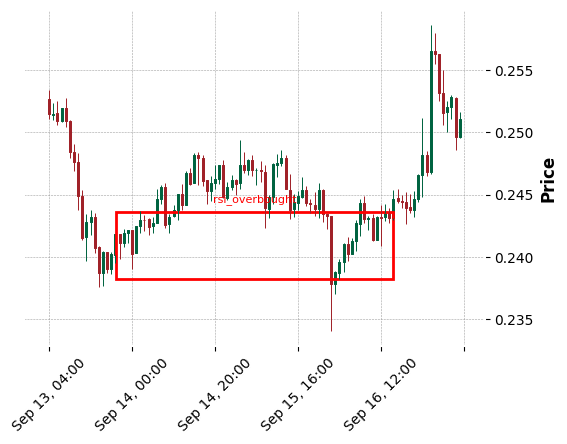 0.255
0.250
0.245
0.240
0.235
Price
rsi_overbought
Sep 13, 04:00
Sep 14, 00:00
Sep 14, 20:00
Sep 15, 16:00
Sep 16, 12:00